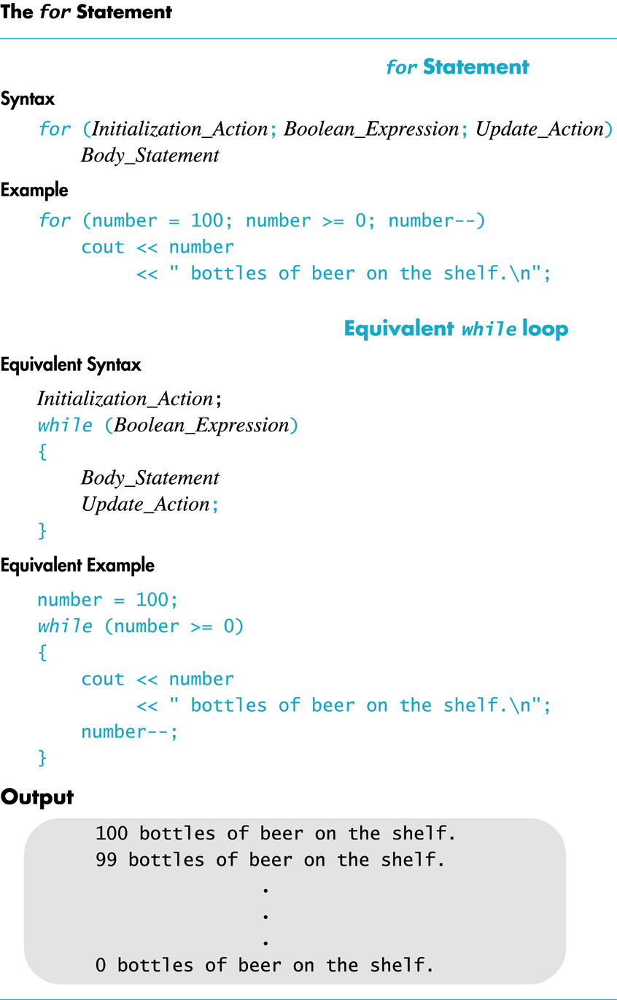 The for Statement
for Statement
Syntax
for (Initialization_Action; Boolean_Expression; Update_Action)
Body_Statement
Example
for (number = 100; number >= 0; number--)
cout << number
<< " bottles of beer on the shelf.\n";
Equivalent while loop
Equivalent Syntax
Initialization_Action;
while (Boolean_Expression)
{
Body_Statement
Update_Action;
}
Equivalent Example
number = 100;
while (number >= 0)
{
cout << number
<< " bottles of beer on the shelf.\n";
number--;
}
Output
100 bottles of beer on the shelf.
99 bottles of beer on the shelf.
.
.
.
0 bottles of beer on the shelf.